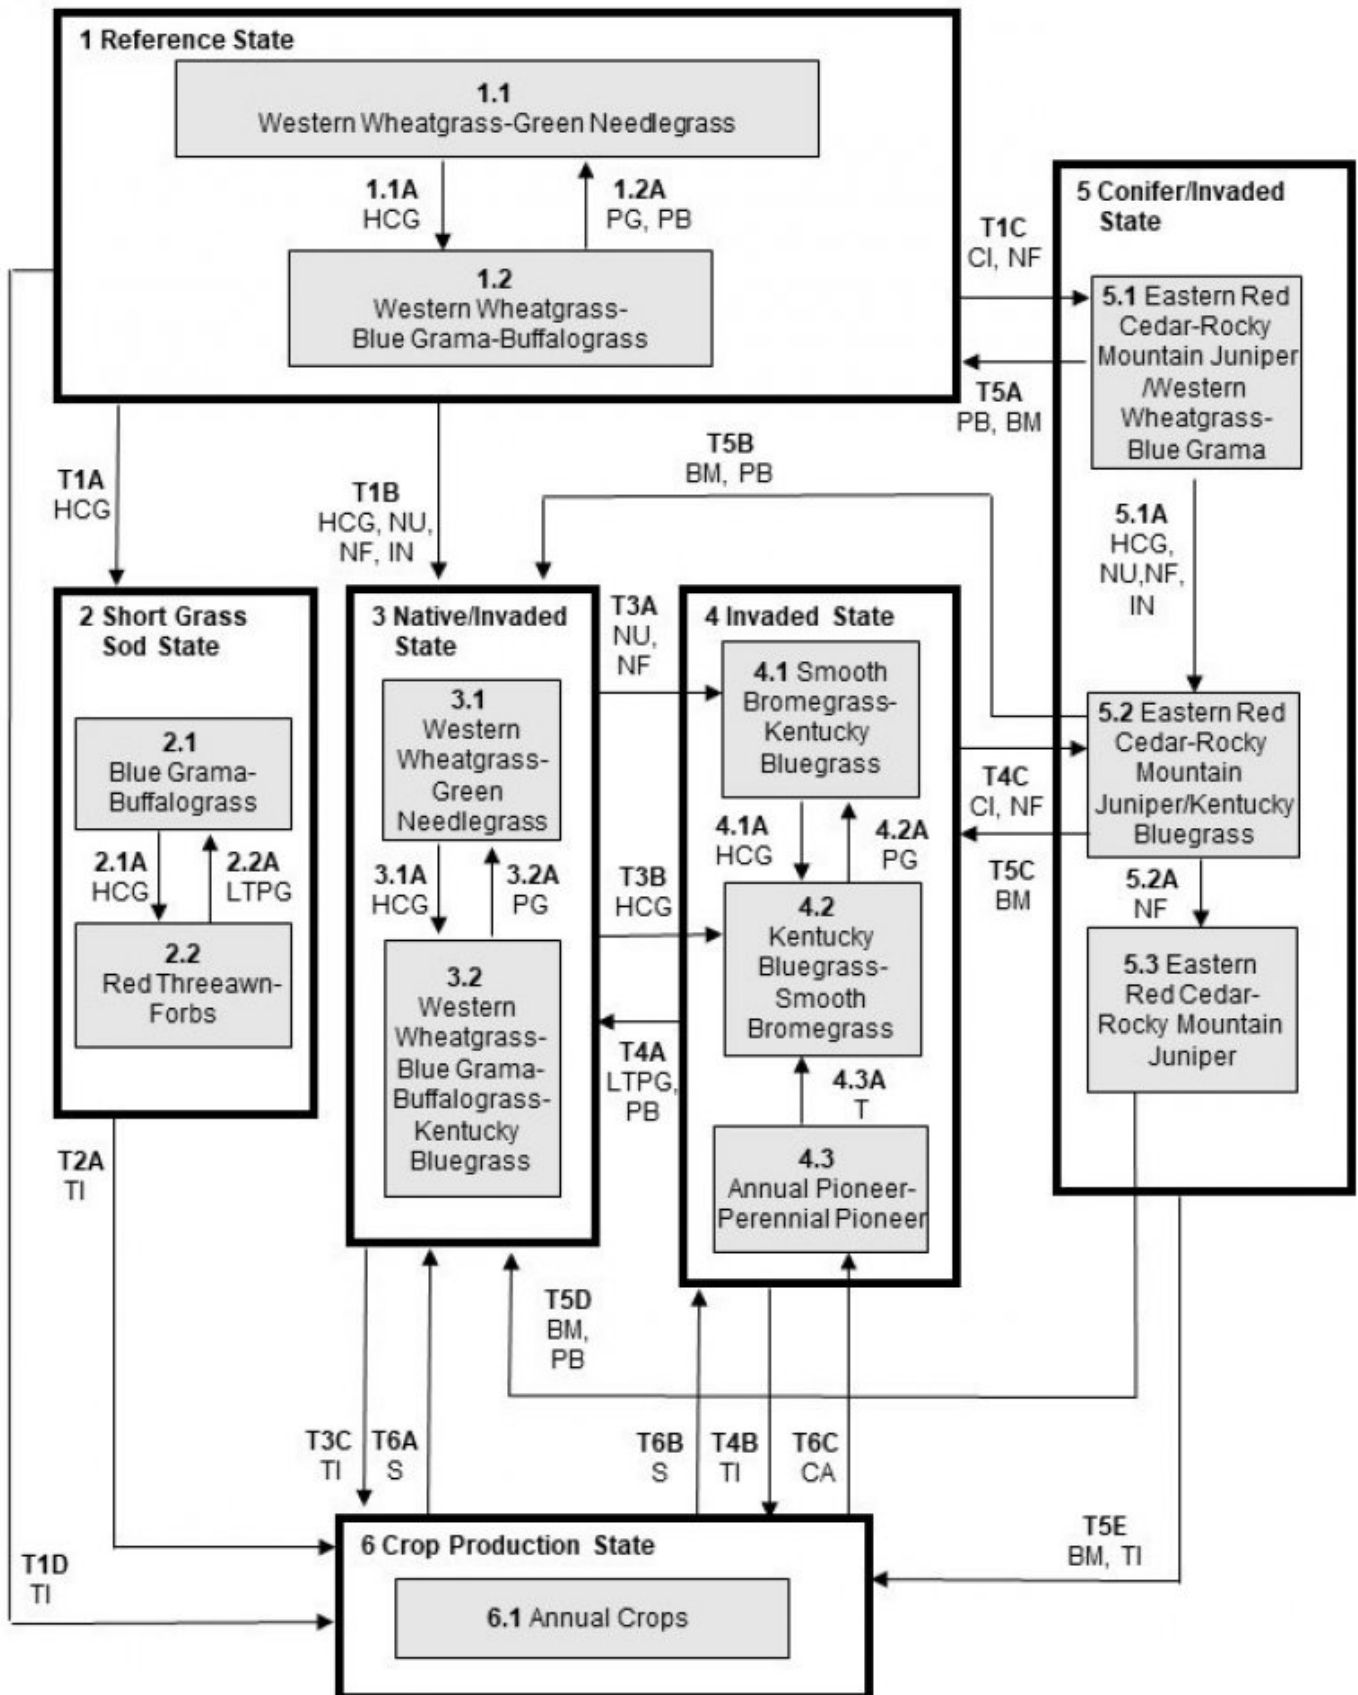 1 Reference State
1.1
Western Wheatgrass-Green Needlegrass
1.1A
HCG
1.2A
PG, PB
1.2
Western Wheatgrass-
Blue Grama-Buffalograss
T1C
CI, NF
T5A
PB, BM
5 Conifer/Invaded
State
5.1 Eastern Red
Cedar-Rocky
Mountain Juniper
/Western
Wheatgrass-
Blue Grama
5.1A
HCG,
NU,NF,
IN
5.2 Eastern Red
Cedar-Rocky
Mountain
Juniper/Kentucky
Bluegrass
5.2A
NF
5.3 Eastern
Red Cedar-
Rocky Mountain
Juniper
T1A
HCG
T1B
HCG, NU,
NF, IN
T5B
BM, PB
2 Short Grass
Sod State
2.1
Blue Grama-
Buffalograss
2.1A
HCG
2.2A
LTPG
2.2
Red Threeawn-
Forbs
3 Native/Invaded
State
3.1
Western
Wheatgrass-
Green
Needlegrass
3.1A
HCG
3.2A
PG
3.2
Western
Wheatgrass-
Blue Grama-
Buffalograss-
Kentucky
Bluegrass
T3A
NU,
NF
T3B
HCG
T4A
LTPG,
PB
4 Invaded State
4.1 Smooth
Bromegrass-
Kentucky
Bluegrass
4.1A
HCG
4.2A
PG
4.2
Kentucky
Bluegrass-
Smooth
Bromegrass
4.3A
T
4.3
Annual Pioneer-
Perennial Pioneer
T4C
CI, NF
T5C
BM
T2A
TI
T5D
BM,
PB
T3C
TI
T6A
S
T6B
S
T4B
TI
T6C
CA
T5E
BM, TI
T1D
TI
6 Crop Production State
6.1 Annual Crops